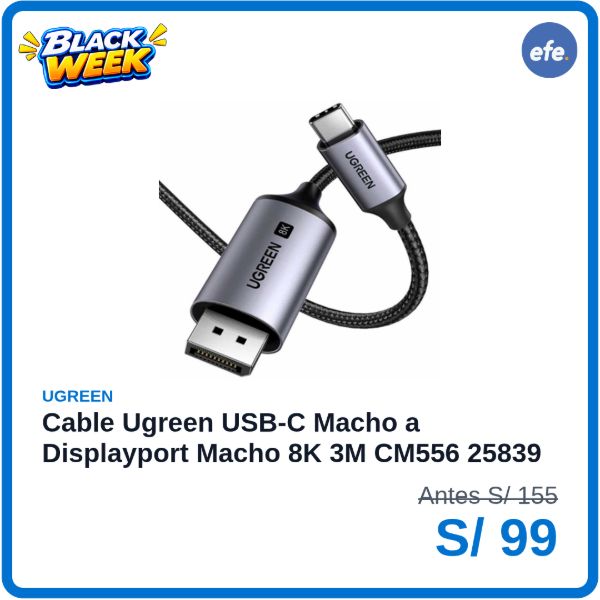 BLACK
WEEK
efe.
UGREEN
UGREEN 8K
UGREEN
Cable Ugreen USB-C Macho a
Displayport Macho 8K 3M CM556 25839
Antes S/ 155
S/ 99